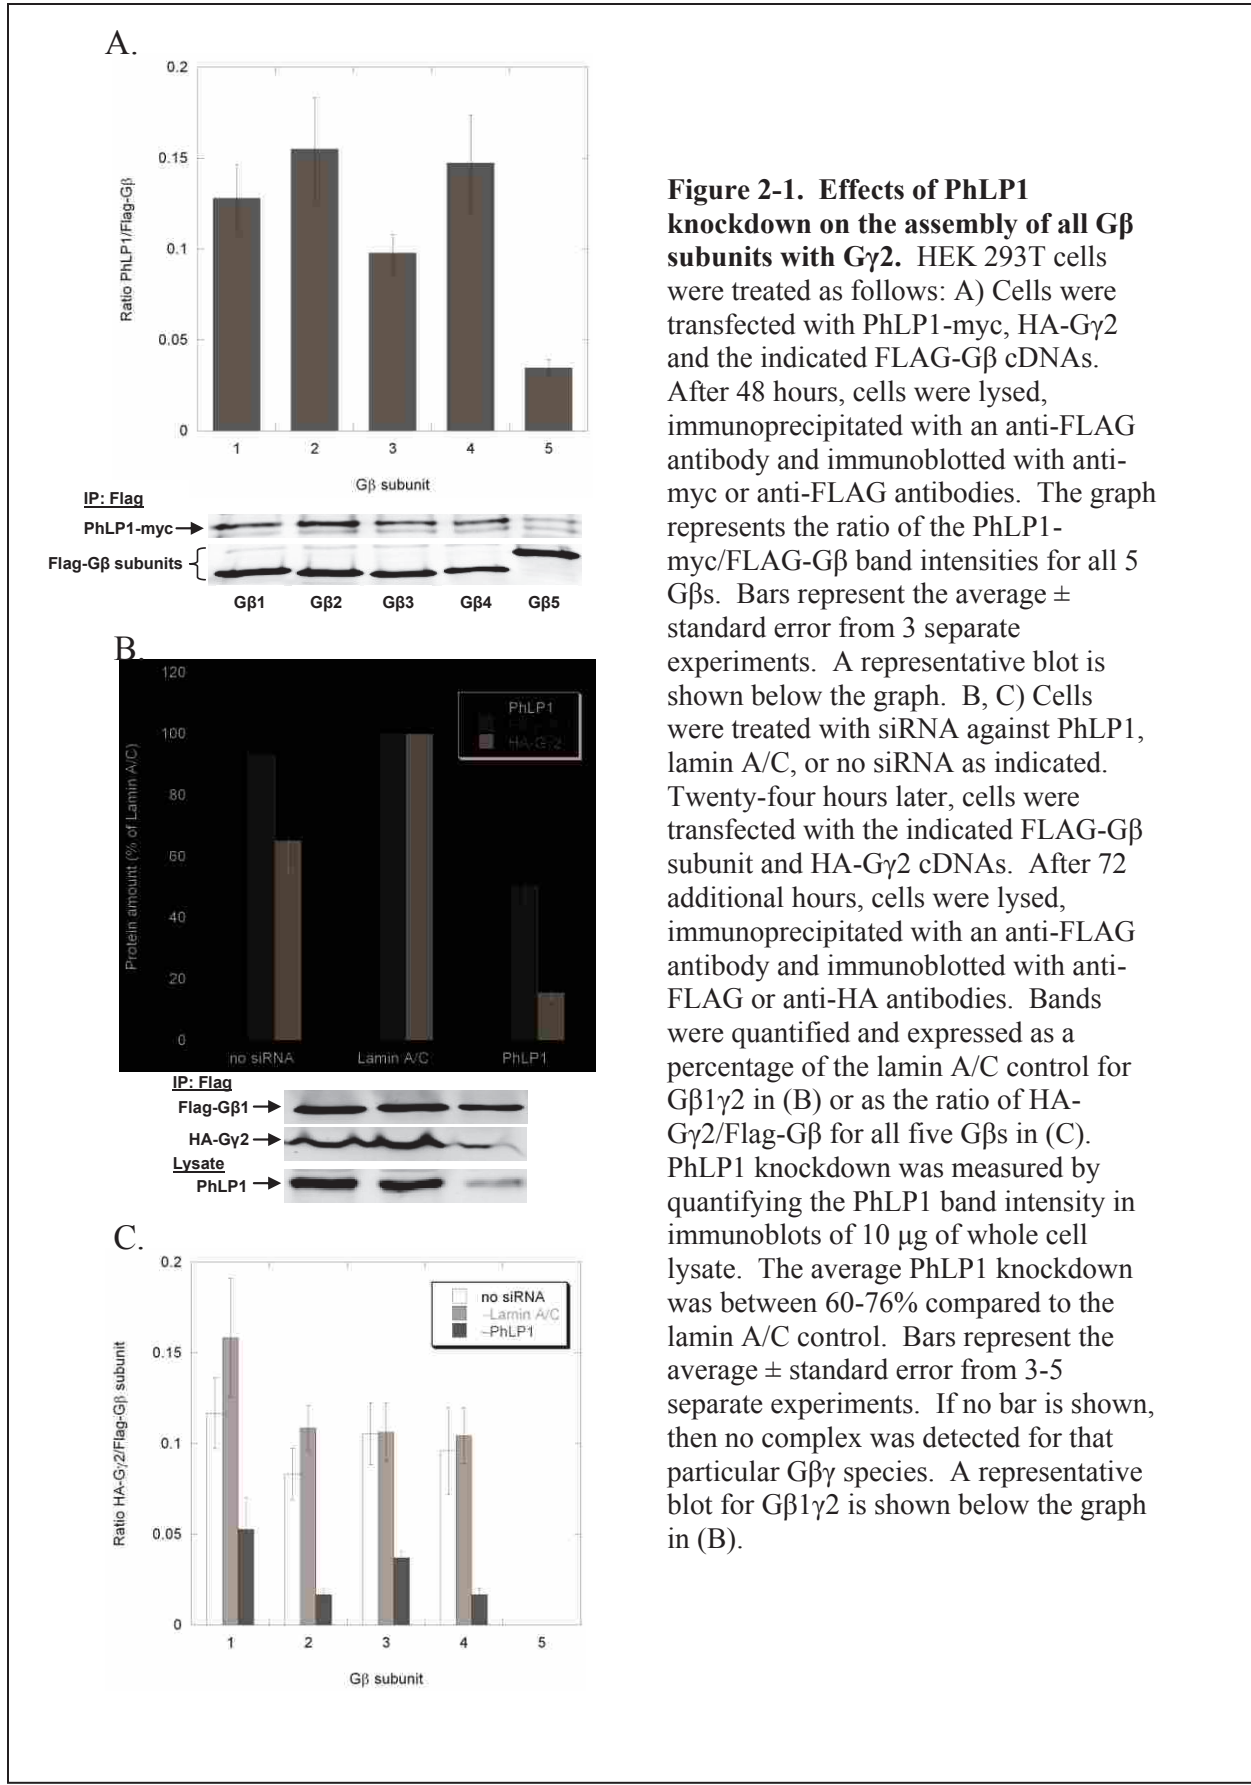 A.
0.2
0.15
0.1
0.05
0
Ratio PhLP1/Flag-Gβ
1 2 3 4 5
Gβ subunit
IP: Flag
PhLP1-myc
Flag-Gβ subunits
Gβ1 Gβ2 Gβ3 Gβ4 Gβ5
B.
120
100
80
60
40
20
0
Protein amount (% of Lamin A/C)
PhLP1
HA-Gγ2
no siRNA Lamin A/C PhLP1
IP: Flag
Flag-Gβ1
HA-Gγ2
Lysate
PhLP1
C.
0.2
0.15
0.1
0.05
0
Ratio HA-Gγ2/Flag-Gβ subunit
no siRNA
–Lamin A/C
–PhLP1
1 2 3 4 5
Gβ subunit
Figure 2-1. Effects of PhLP1
knockdown on the assembly of all Gβ
subunits with Gγ2. HEK 293T cells
were treated as follows: A) Cells were
transfected with PhLP1-myc, HA-Gγ2
and the indicated FLAG-Gβ cDNAs.
After 48 hours, cells were lysed,
immunoprecipitated with an anti-FLAG
antibody and immunoblotted with anti-
myc or anti-FLAG antibodies. The graph
represents the ratio of the PhLP1-
myc/FLAG-Gβ band intensities for all 5
Gβs. Bars represent the average ±
standard error from 3 separate
experiments. A representative blot is
shown below the graph. B, C) Cells
were treated with siRNA against PhLP1,
lamin A/C, or no siRNA as indicated.
Twenty-four hours later, cells were
transfected with the indicated FLAG-Gβ
subunit and HA-Gγ2 cDNAs. After 72
additional hours, cells were lysed,
immunoprecipitated with an anti-FLAG
antibody and immunoblotted with anti-
FLAG or anti-HA antibodies. Bands
were quantified and expressed as a
percentage of the lamin A/C control for
Gβ1γ2 in (B) or as the ratio of HA-
Gγ2/Flag-Gβ for all five Gβs in (C).
PhLP1 knockdown was measured by
quantifying the PhLP1 band intensity in
immunoblots of 10 μg of whole cell
lysate. The average PhLP1 knockdown
was between 60-76% compared to the
lamin A/C control. Bars represent the
average ± standard error from 3-5
separate experiments. If no bar is shown,
then no complex was detected for that
particular Gβγ species. A representative
blot for Gβ1γ2 is shown below the graph
in (B).